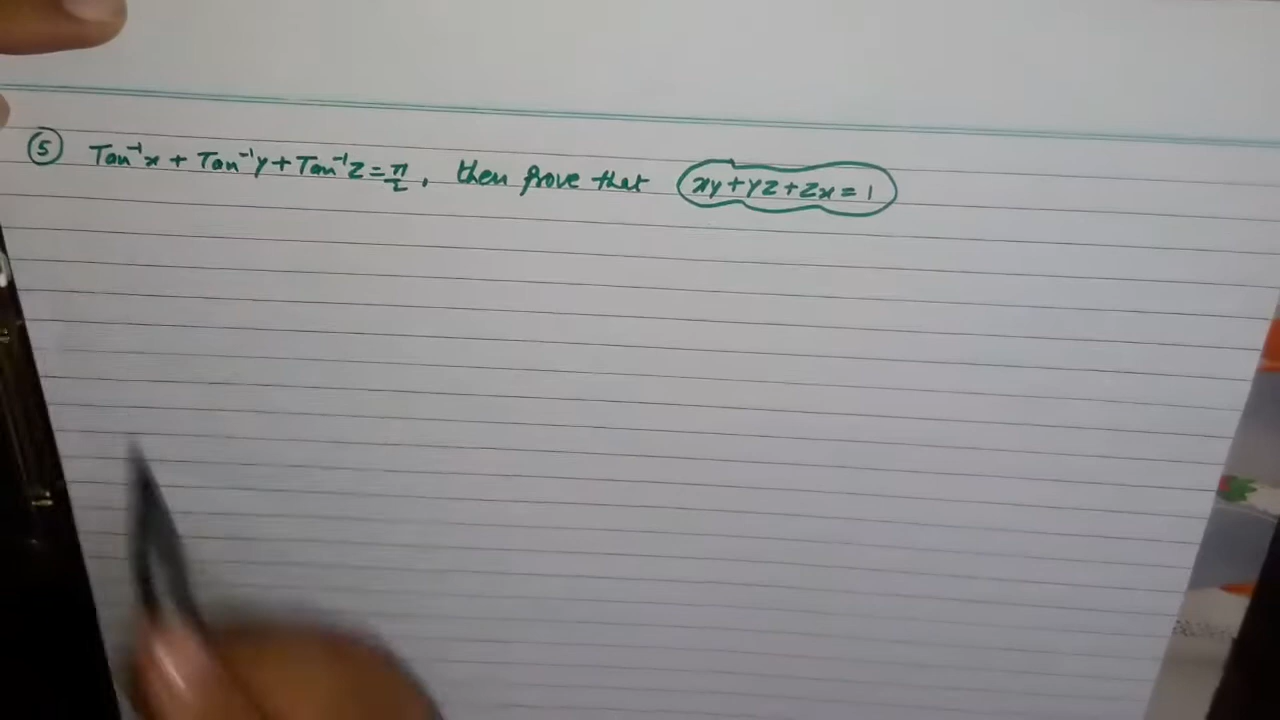 ⑤ Tan⁻¹x + Tan⁻¹y + Tan⁻¹z = π/2, then prove that xy+yz+zx = 1